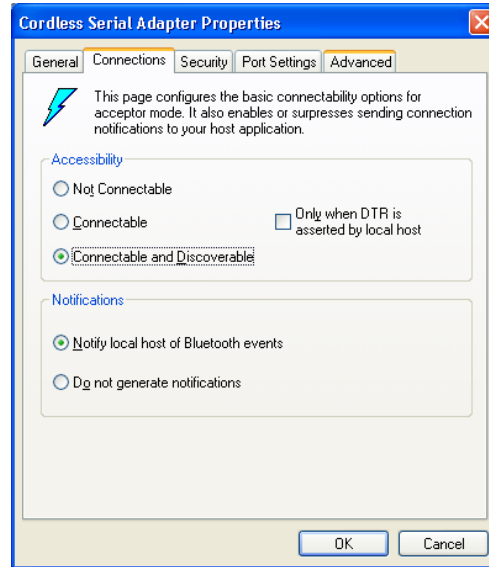 Cordless Serial Adapter Properties
General Connections Security Port Settings Advanced
This page configures the basic connectability options for
acceptor mode. It also enables or surpresses sending connection
notifications to your host application.
Accessibility
Not Connectable
Connectable
Only when DTR is
asserted by local host
Connectable and Discoverable
Notifications
Notify local host of Bluetooth events
Do not generate notifications
OK Cancel